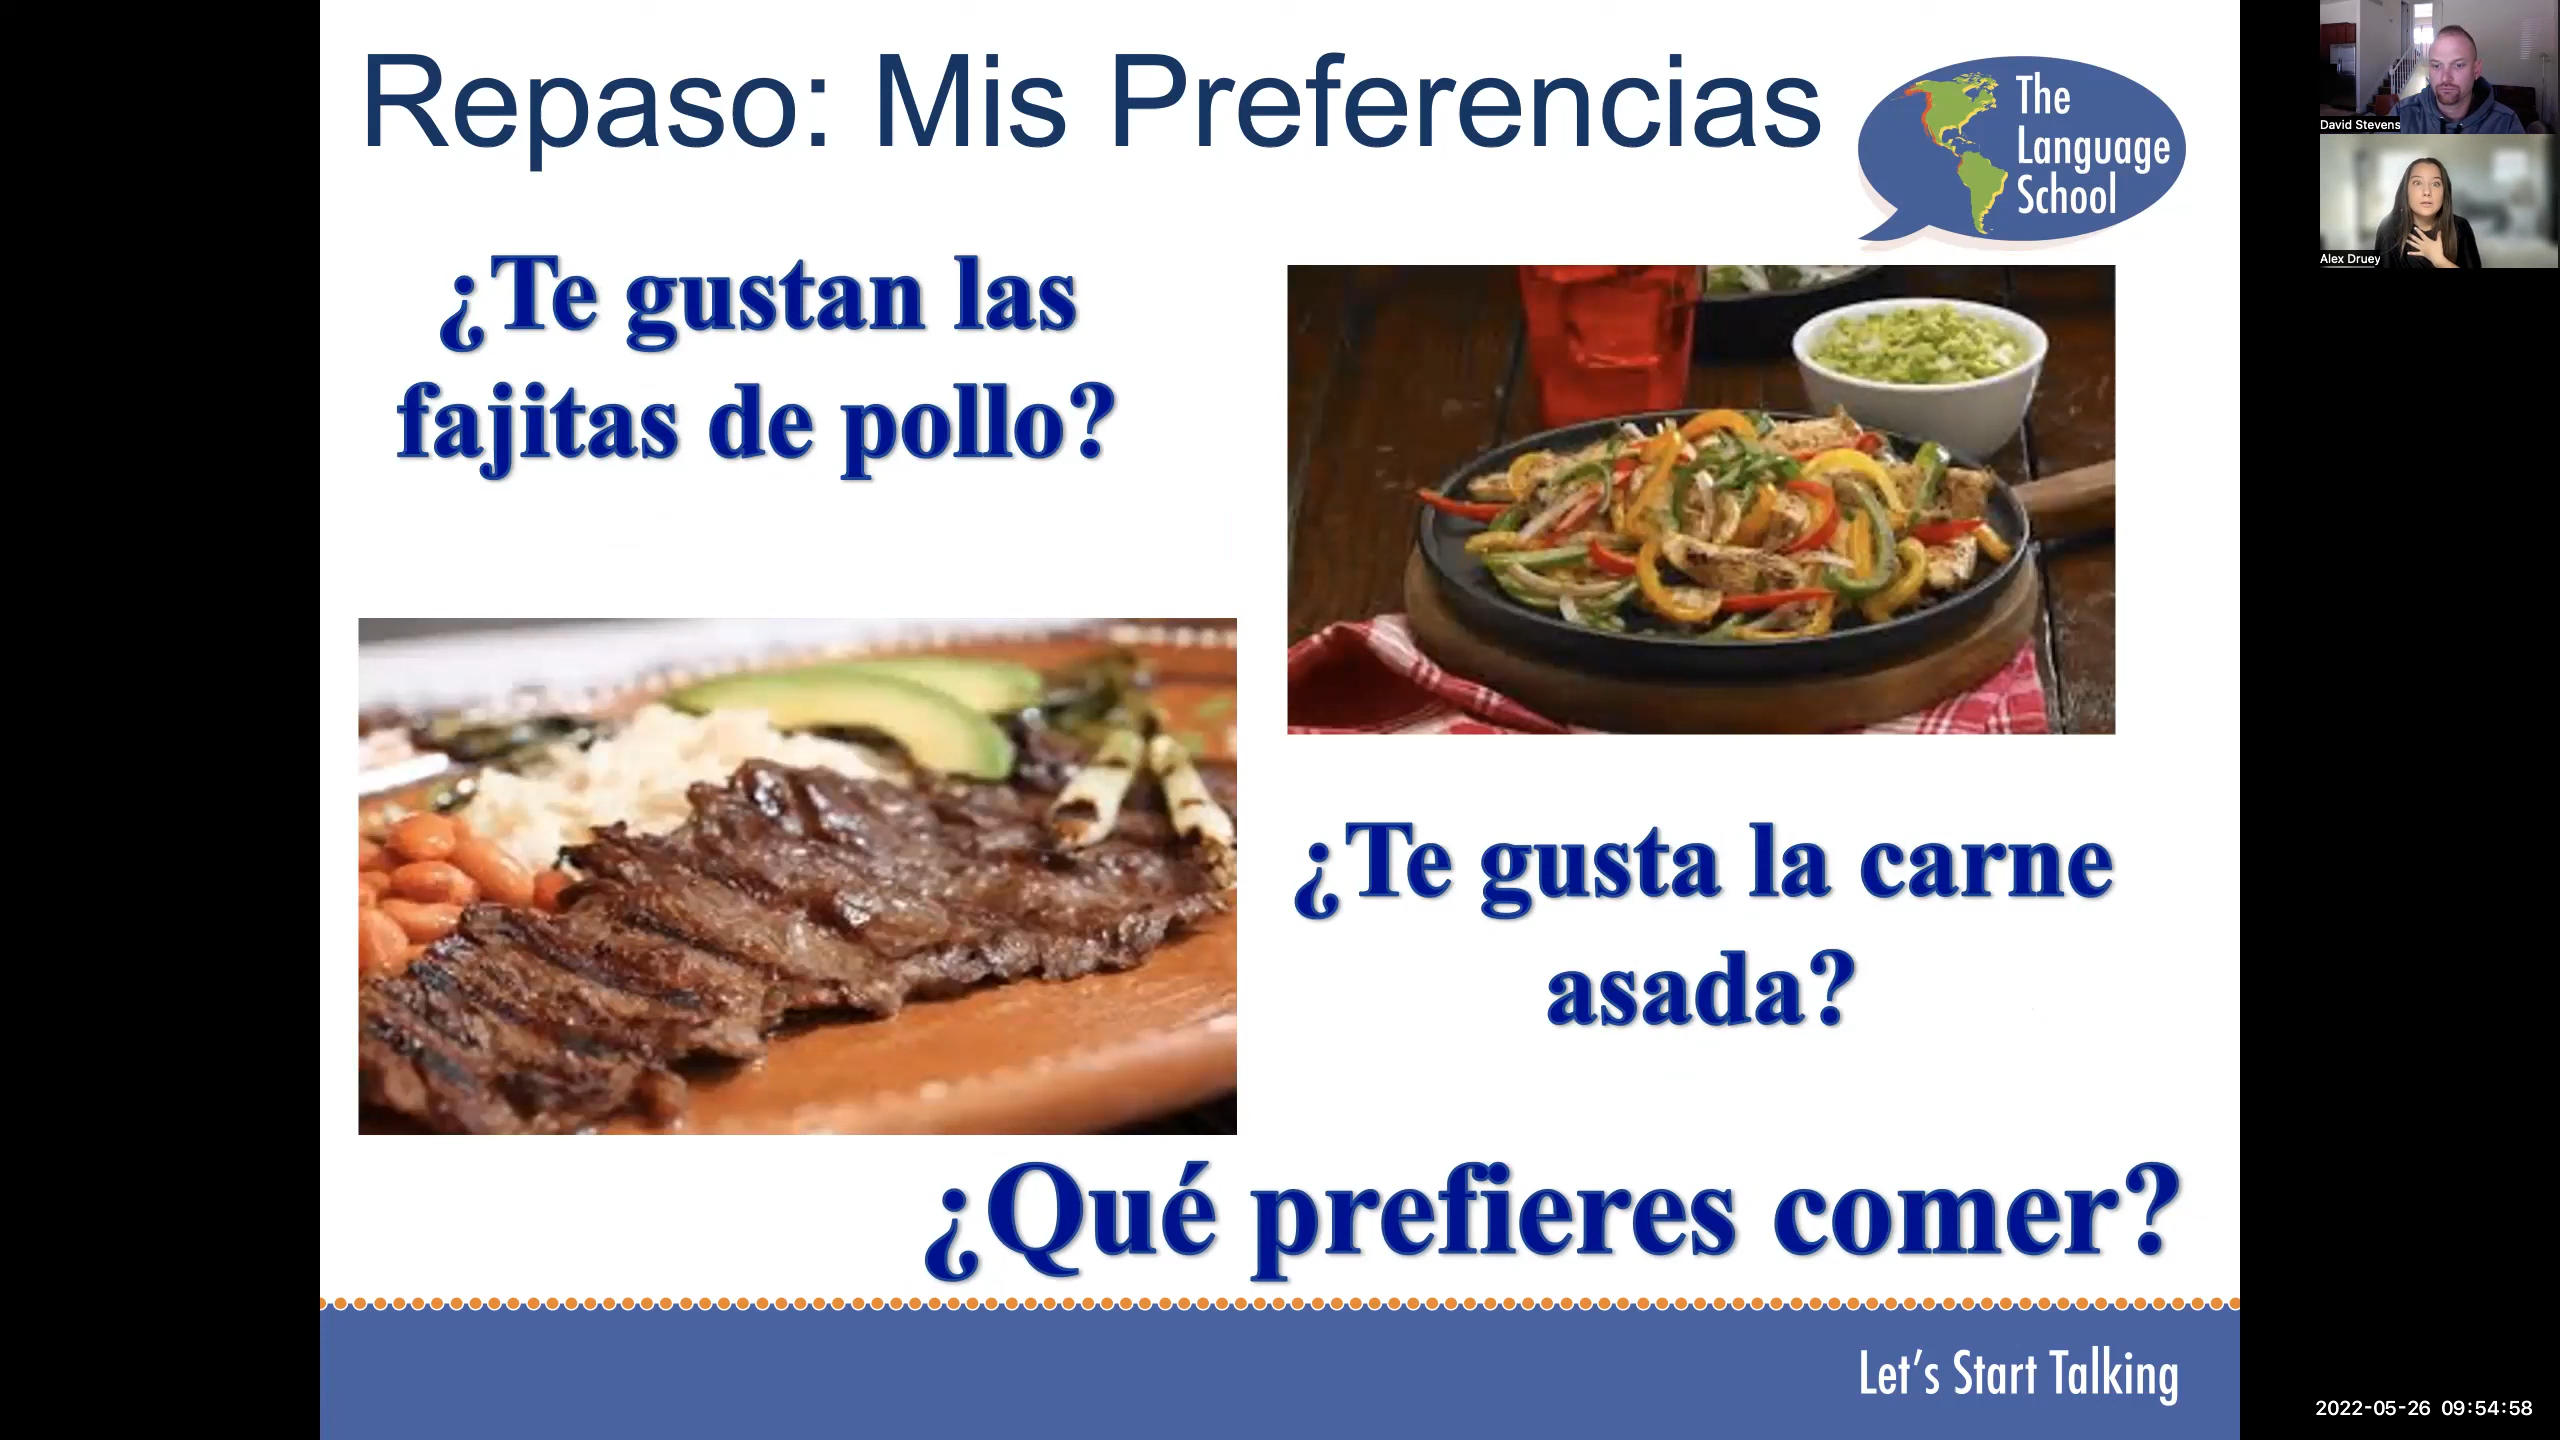 Repaso: Mis Preferencias
The
Language
School
¿Te gustan las
fajitas de pollo?
¿Te gusta la carne
asada?
¿Qué prefieres comer?
Let's Start Talking
David Stevens
Alex Druey
2022-05-26 09:54:58